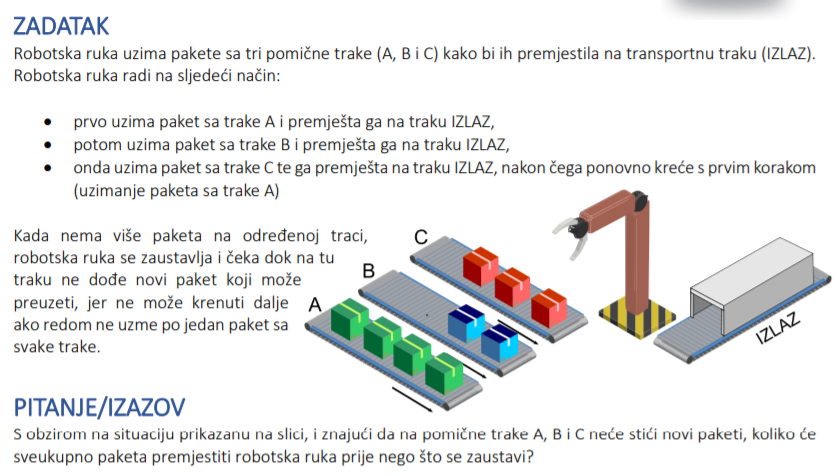 ZADATAK
Robotska ruka uzima pakete sa tri pomične trake (A, B i C) kako bi ih premjestila na transportnu traku (IZLAZ).
Robotska ruka radi na sljedeći način:
• prvo uzima paket sa trake A i premješta ga na traku IZLAZ,
• potom uzima paket sa trake B i premješta ga na traku IZLAZ,
• onda uzima paket sa trake C te ga premješta na traku IZLAZ, nakon čega ponovno kreće s prvim korakom
(uzimanje paketa sa trake A)
Kada nema više paketa na određenoj traci,
robotska ruka se zaustavlja i čeka dok na tu
traku ne dođe novi paket koji može
preuzeti, jer ne može krenuti dalje
ako redom ne uzme po jedan paket sa
svake trake.
C
B
A
IZLAZ
PITANJE/IZAZOV
S obzirom na situaciju prikazanu na slici, i znajući da na pomične trake A, B i C neće stići novi paketi, koliko će
sveukupno paketa premjestiti robotska ruka prije nego što se zaustavi?